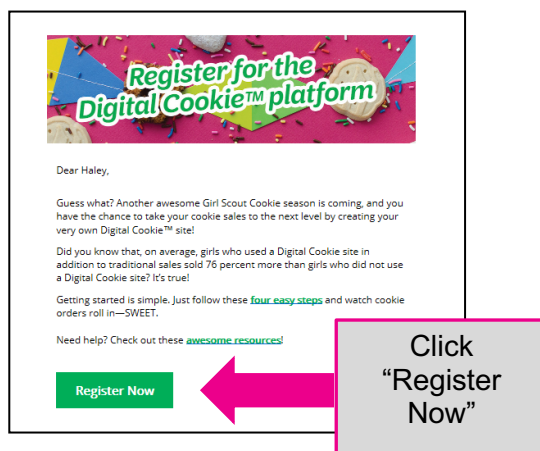 Register for the
Digital Cookie™ platform
Dear Haley,
Guess what? Another awesome Girl Scout Cookie season is coming, and you
have the chance to take your cookie sales to the next level by creating your
very own Digital Cookie™ site!
Did you know that, on average, girls who used a Digital Cookie site in
addition to traditional sales sold 76 percent more than girls who did not use
a Digital Cookie site? It's true!
Getting started is simple. Just follow these four easy steps and watch cookie
orders roll in—SWEET.
Need help? Check out these awesome resources!
Register Now
Click
“Register
Now”